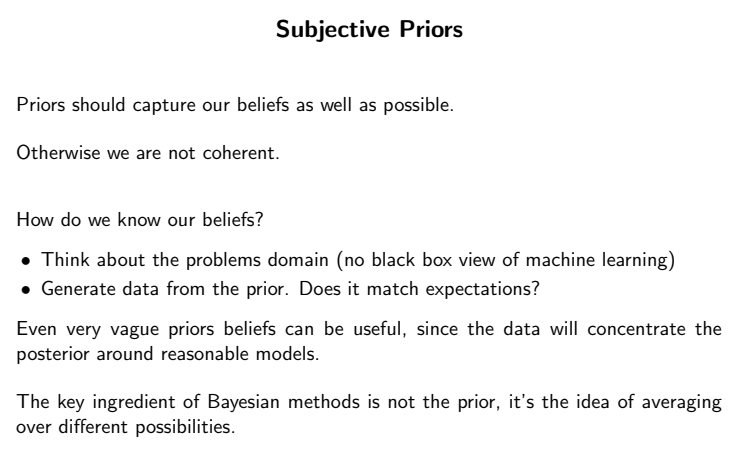 Subjective Priors
Priors should capture our beliefs as well as possible.
Otherwise we are not coherent.
How do we know our beliefs?
• Think about the problems domain (no black box view of machine learning)
• Generate data from the prior. Does it match expectations?
Even very vague priors beliefs can be useful, since the data will concentrate the
posterior around reasonable models.
The key ingredient of Bayesian methods is not the prior, it's the idea of averaging
over different possibilities.